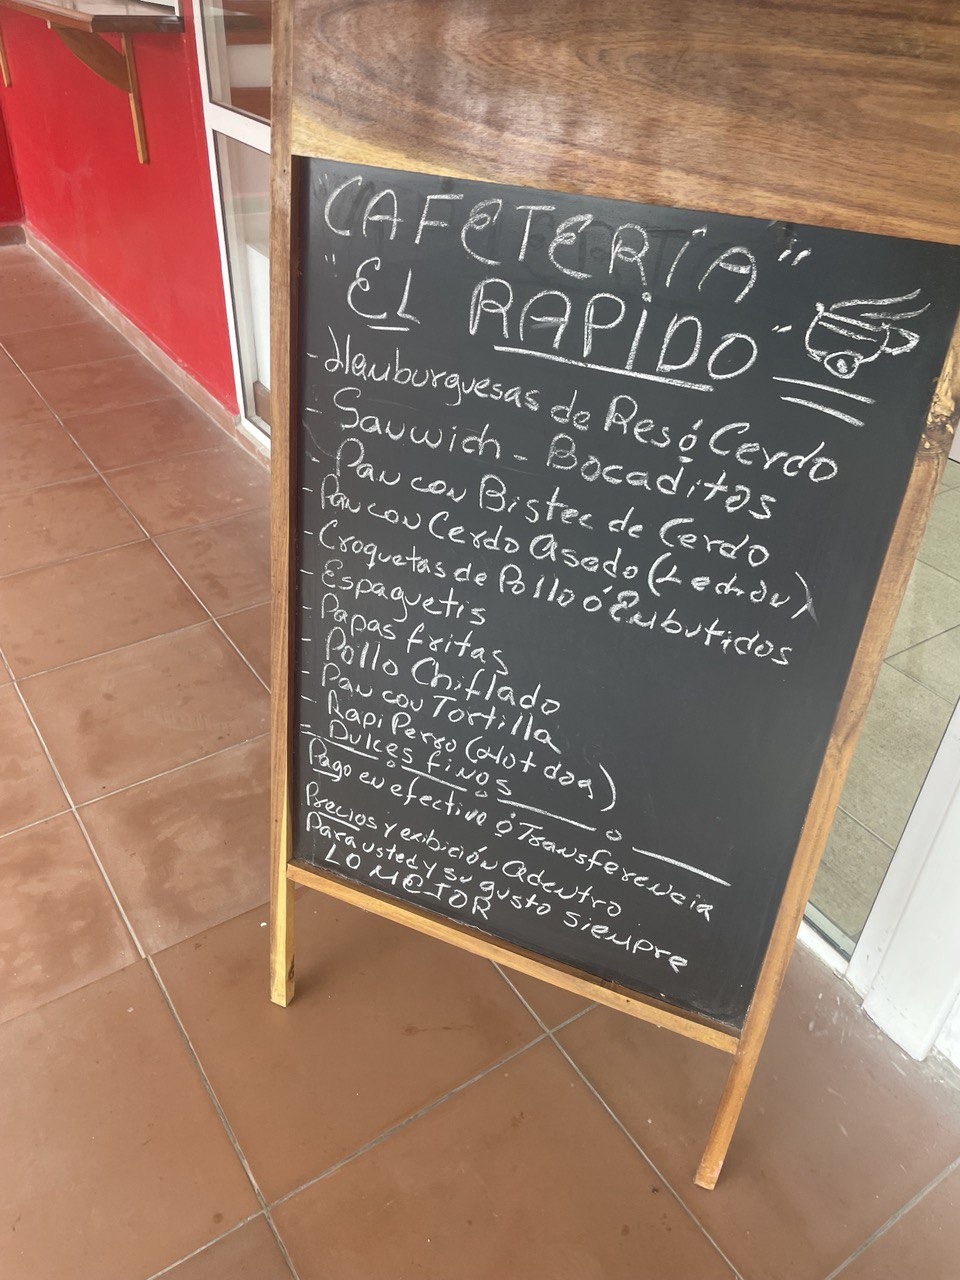 "CAFETERÍA"
"EL RAPIDO"
- Hamburguesas de Res ó Cerdo
- Sanwich - Bocaditos
- Pan con Bistec de Cerdo
- Pan con Cerdo Asado (Lechon)
- Croquetas de Pollo ó Embutidos
- Espaguetis
- Papas fritas
- Pollo Chiflado
- Pan con Tortilla
- Rapi Perro (Hot dog)
- Dulces finos
Pago en efectivo ó Transferencia
Precios y exibición Adentro
Para usted y su gusto siempre
LO MEJOR